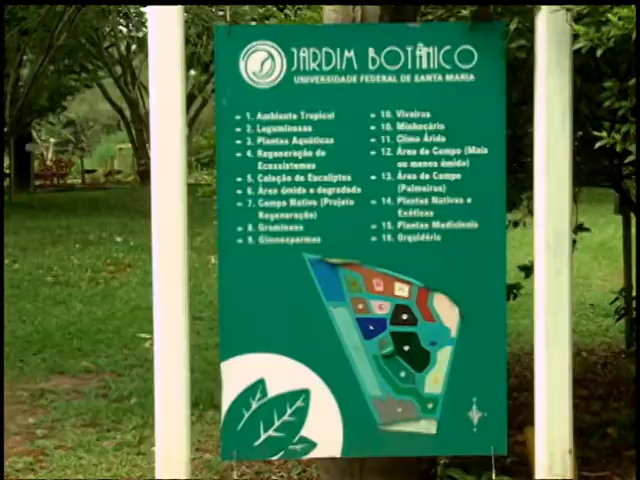 JARDIM BOTÂNICO
UNIVERSIDADE FEDERAL DE SANTA MARIA
1. Ambiente Tropical
2. Leguminosas
3. Plantas Aquáticas
4. Regeneração de
Ecossistemas
5. Coleção de Eucaliptos
6. Área úmida e degradada
7. Campo Nativo (Projeto
Regeneração)
8. Gramíneas
9. Gimnospermas
10. Viveiros
10. Minhocário
11. Clima Árido
12. Área de Campo (Mais
ou menos úmida)
13. Área de Campo
(Palmeiras)
14. Plantas Nativas e
Exóticas
15. Plantas Medicinais
16. Orquidário